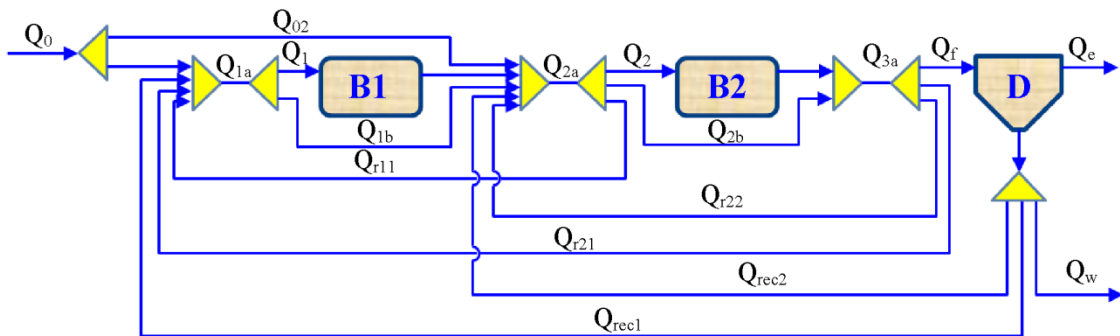 Q02
Q0 Q1a Q1 B1 Q2a Q2 B2 Q3a Qf D Qe
Q1b Q2b
Qr11
Qr22
Qr21
Qrec2 Qw
Qrec1